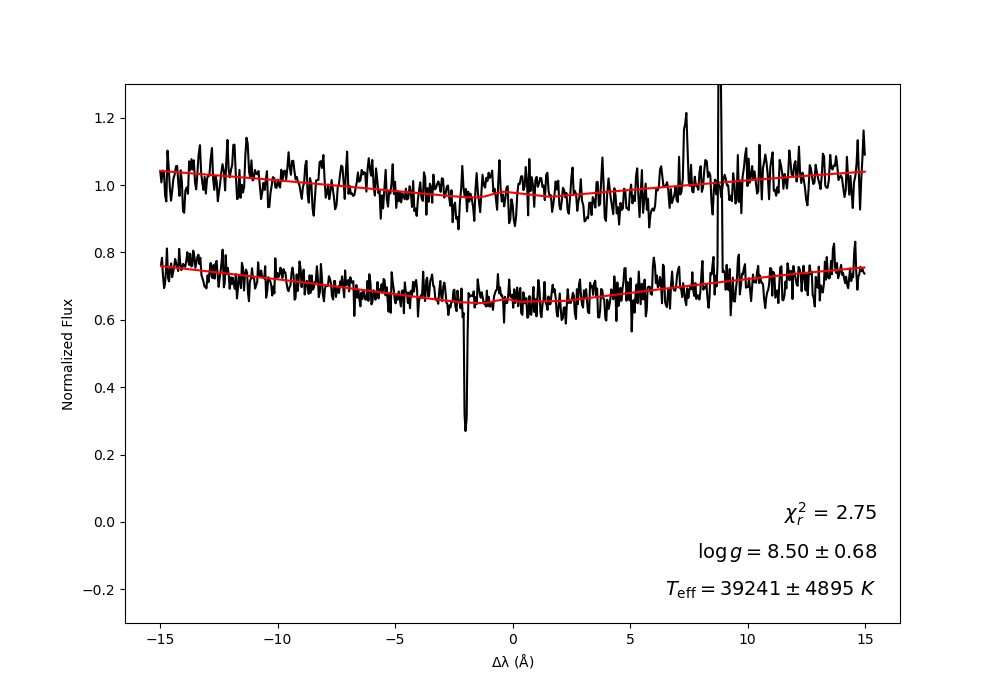 1.2
1.0
0.8
0.6
0.4
0.2
0.0
−0.2
Normalized Flux
χ²ᵣ = 2.75
log g = 8.50 ± 0.68
T_eff = 39241 ± 4895 K
−15 −10 −5 0 5 10 15
Δλ (Å)